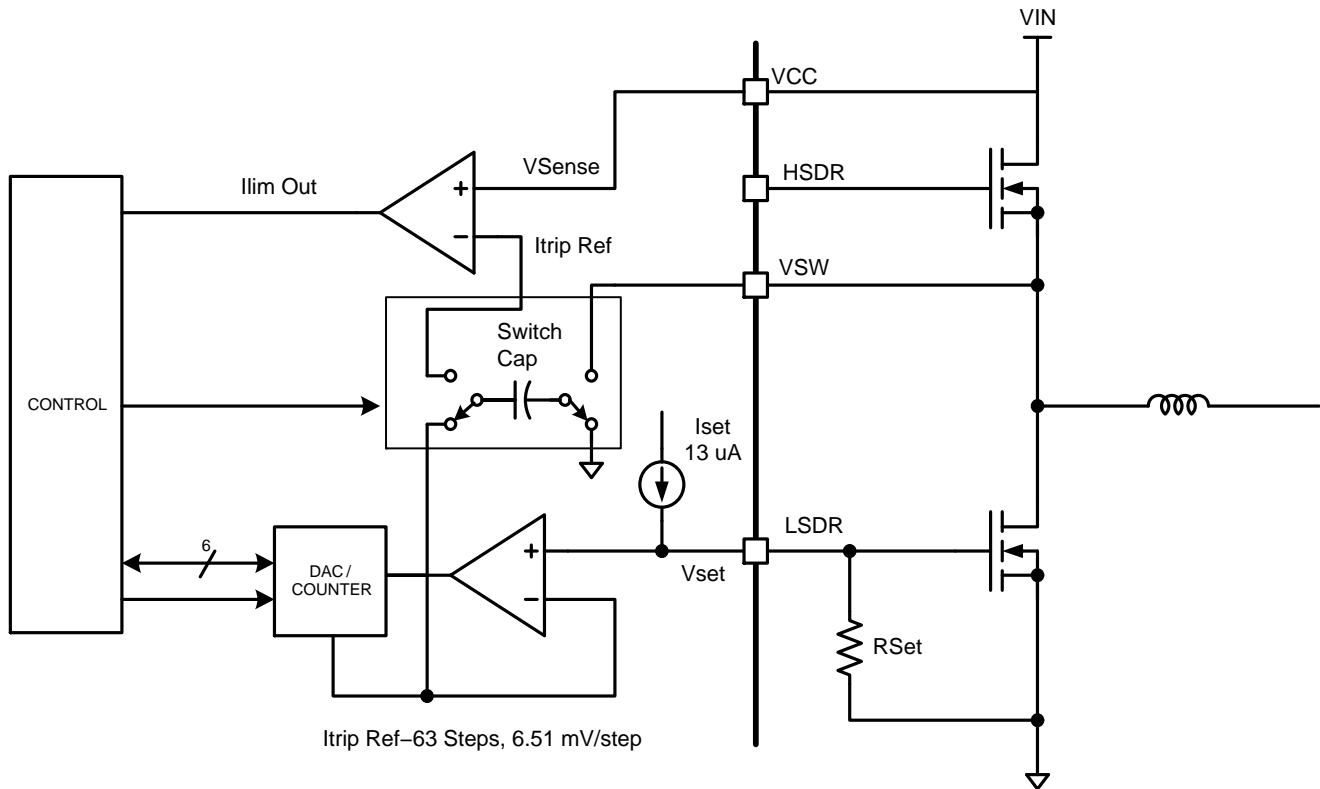 VIN
VCC
VSense
HSDR
Ilim Out
+
−
Itrip Ref
VSW
Switch
Cap
CONTROL
Iset
13 uA
LSDR
6
DAC /
COUNTER
+
−
Vset
RSet
Itrip Ref−63 Steps, 6.51 mV/step